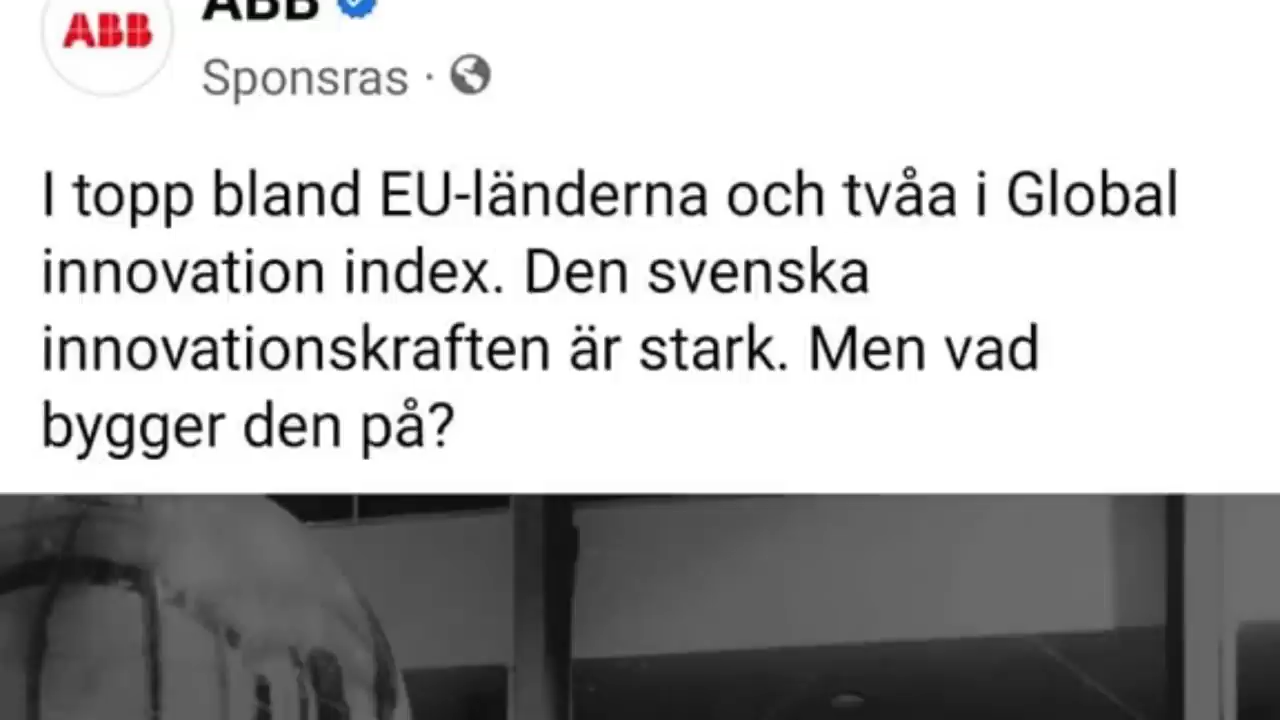 ABB
ABB
Sponsras ·
I topp bland EU-länderna och tvåa i Global
innovation index. Den svenska
innovationskraften är stark. Men vad
bygger den på?